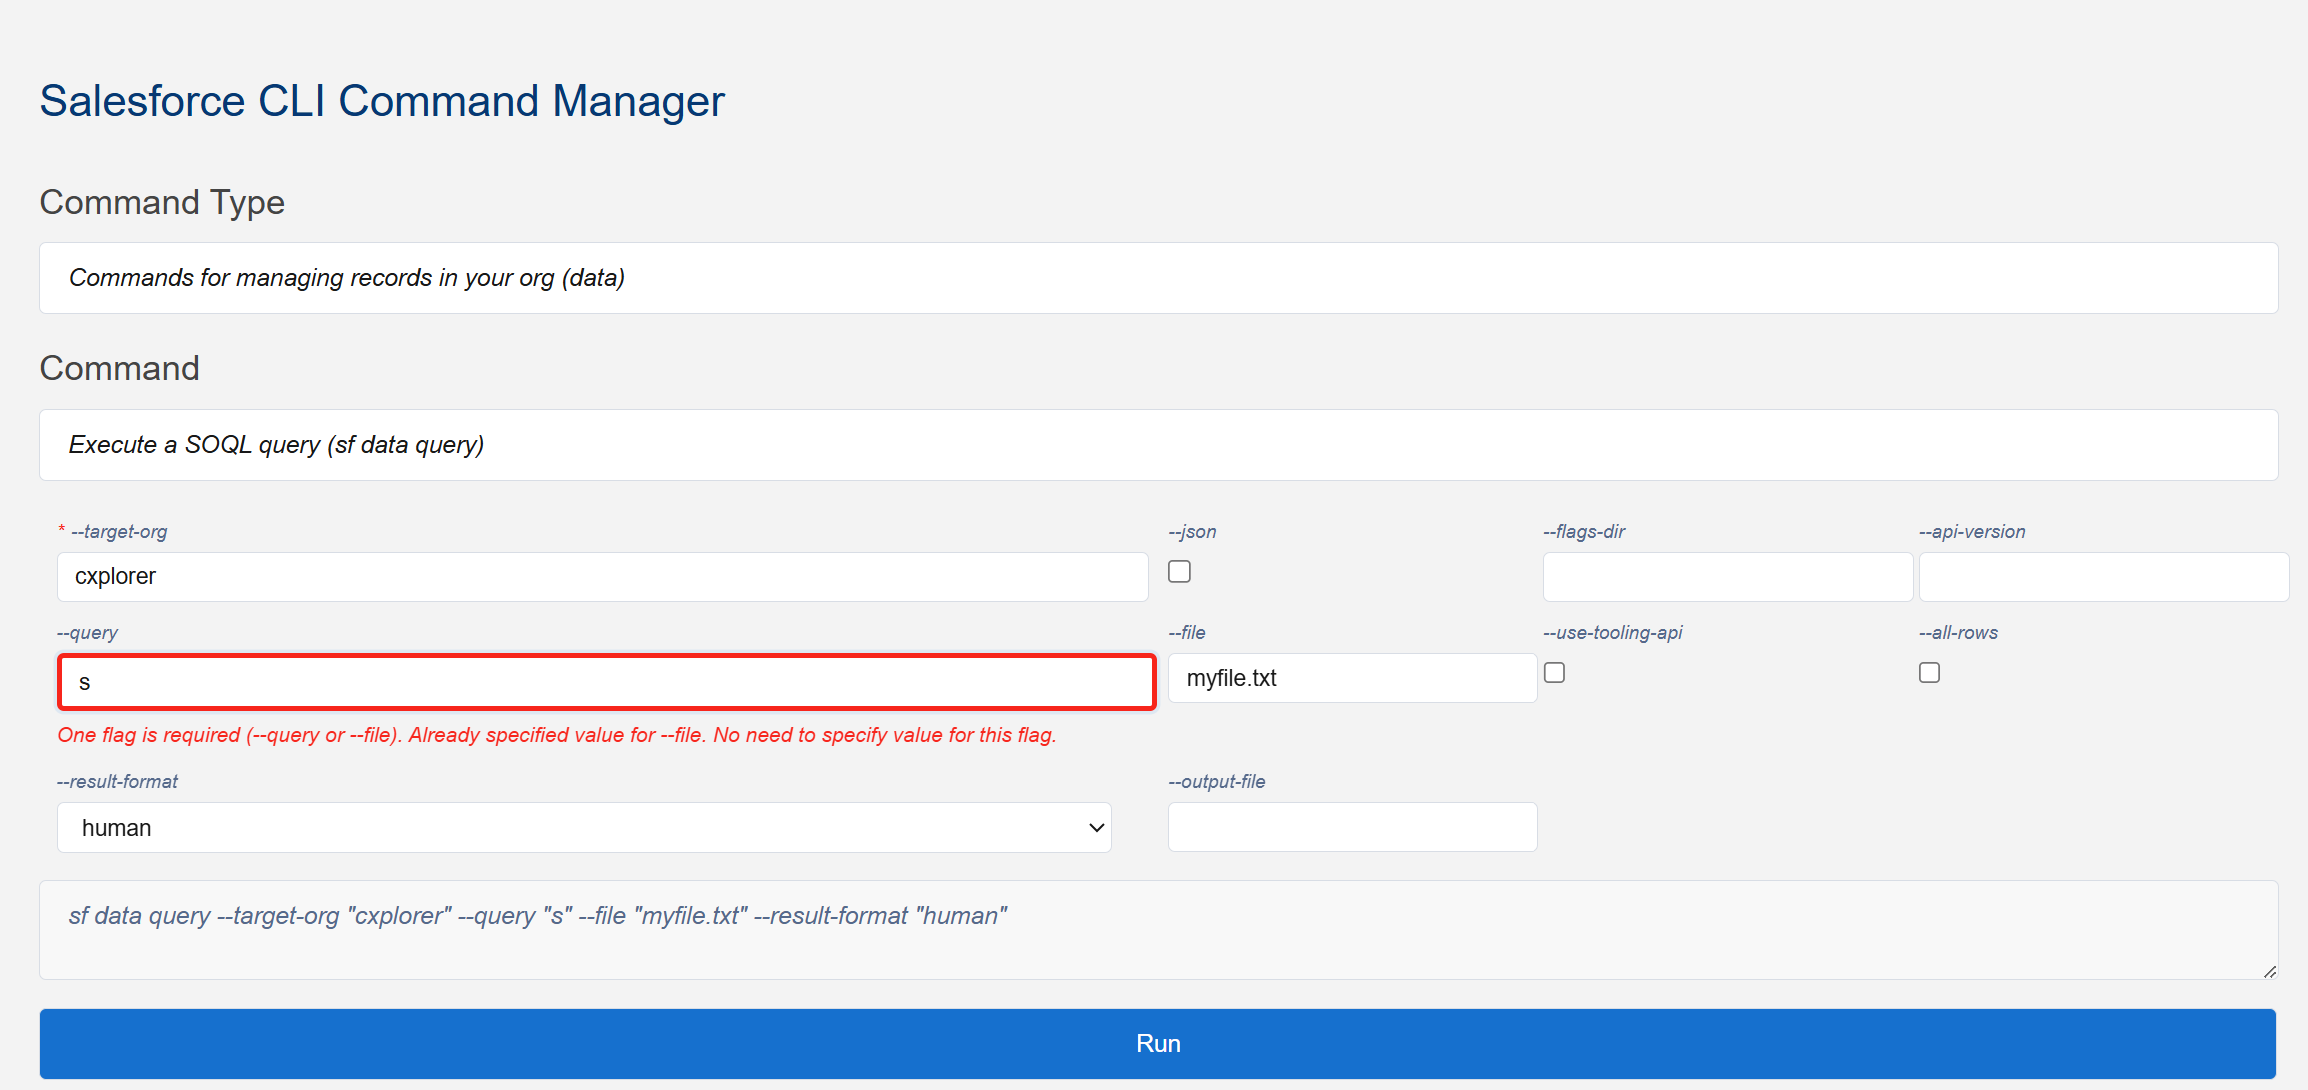 Salesforce CLI Command Manager
Command Type
Commands for managing records in your org (data)
Command
Execute a SOQL query (sf data query)
* --target-org --json --flags-dir --api-version
cxplorer
--query --file --use-tooling-api --all-rows
s myfile.txt
One flag is required (--query or --file). Already specified value for --file. No need to specify value for this flag.
--result-format --output-file
human
sf data query --target-org "cxplorer" --query "s" --file "myfile.txt" --result-format "human"
Run